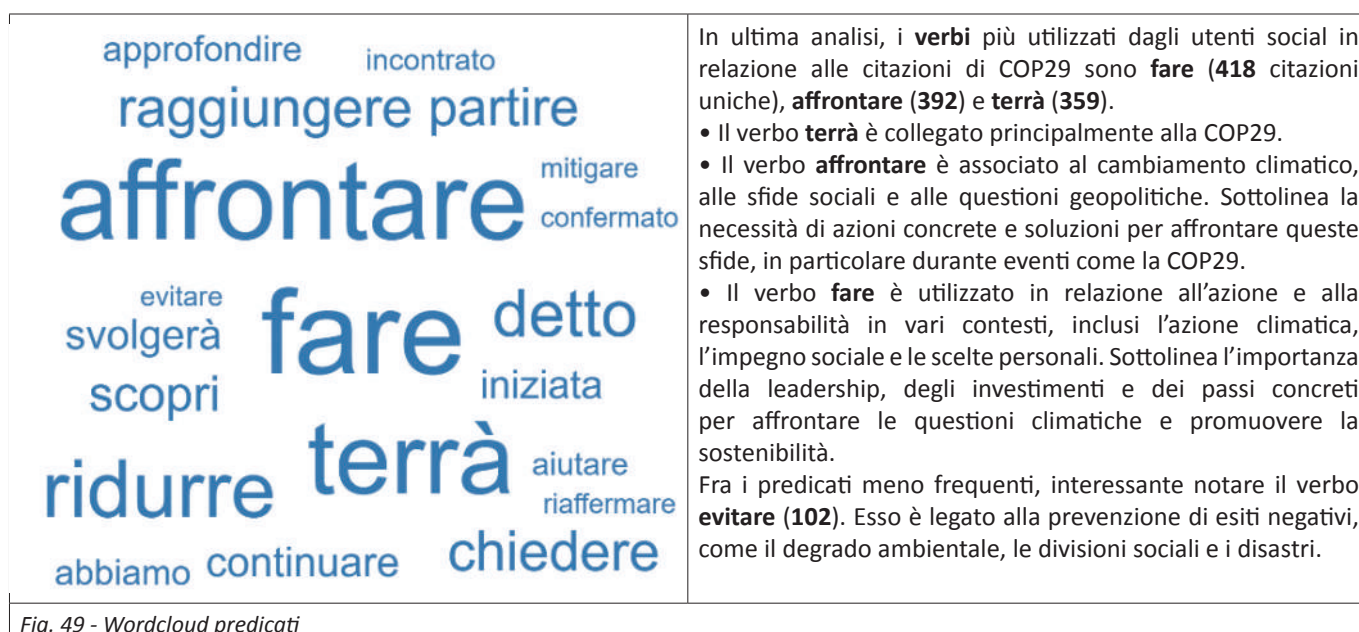 approfondire incontrato
raggiungere partire
affrontare mitigare
confermato
evitare
svolgerà fare detto
scopri iniziata
ridurre terrà aiutare
riaffermare
abbiamo continuare chiedere
In ultima analisi, i verbi più utilizzati dagli utenti social in
relazione alle citazioni di COP29 sono fare (418 citazioni
uniche), affrontare (392) e terrà (359).
• Il verbo terrà è collegato principalmente alla COP29.
• Il verbo affrontare è associato al cambiamento climatico,
alle sfide sociali e alle questioni geopolitiche. Sottolinea la
necessità di azioni concrete e soluzioni per affrontare queste
sfide, in particolare durante eventi come la COP29.
• Il verbo fare è utilizzato in relazione all’azione e alla
responsabilità in vari contesti, inclusi l’azione climatica,
l’impegno sociale e le scelte personali. Sottolinea l’importanza
della leadership, degli investimenti e dei passi concreti
per affrontare le questioni climatiche e promuovere la
sostenibilità.
Fra i predicati meno frequenti, interessante notare il verbo
evitare (102). Esso è legato alla prevenzione di esiti negativi,
come il degrado ambientale, le divisioni sociali e i disastri.
Fig. 49 - Wordcloud predicati